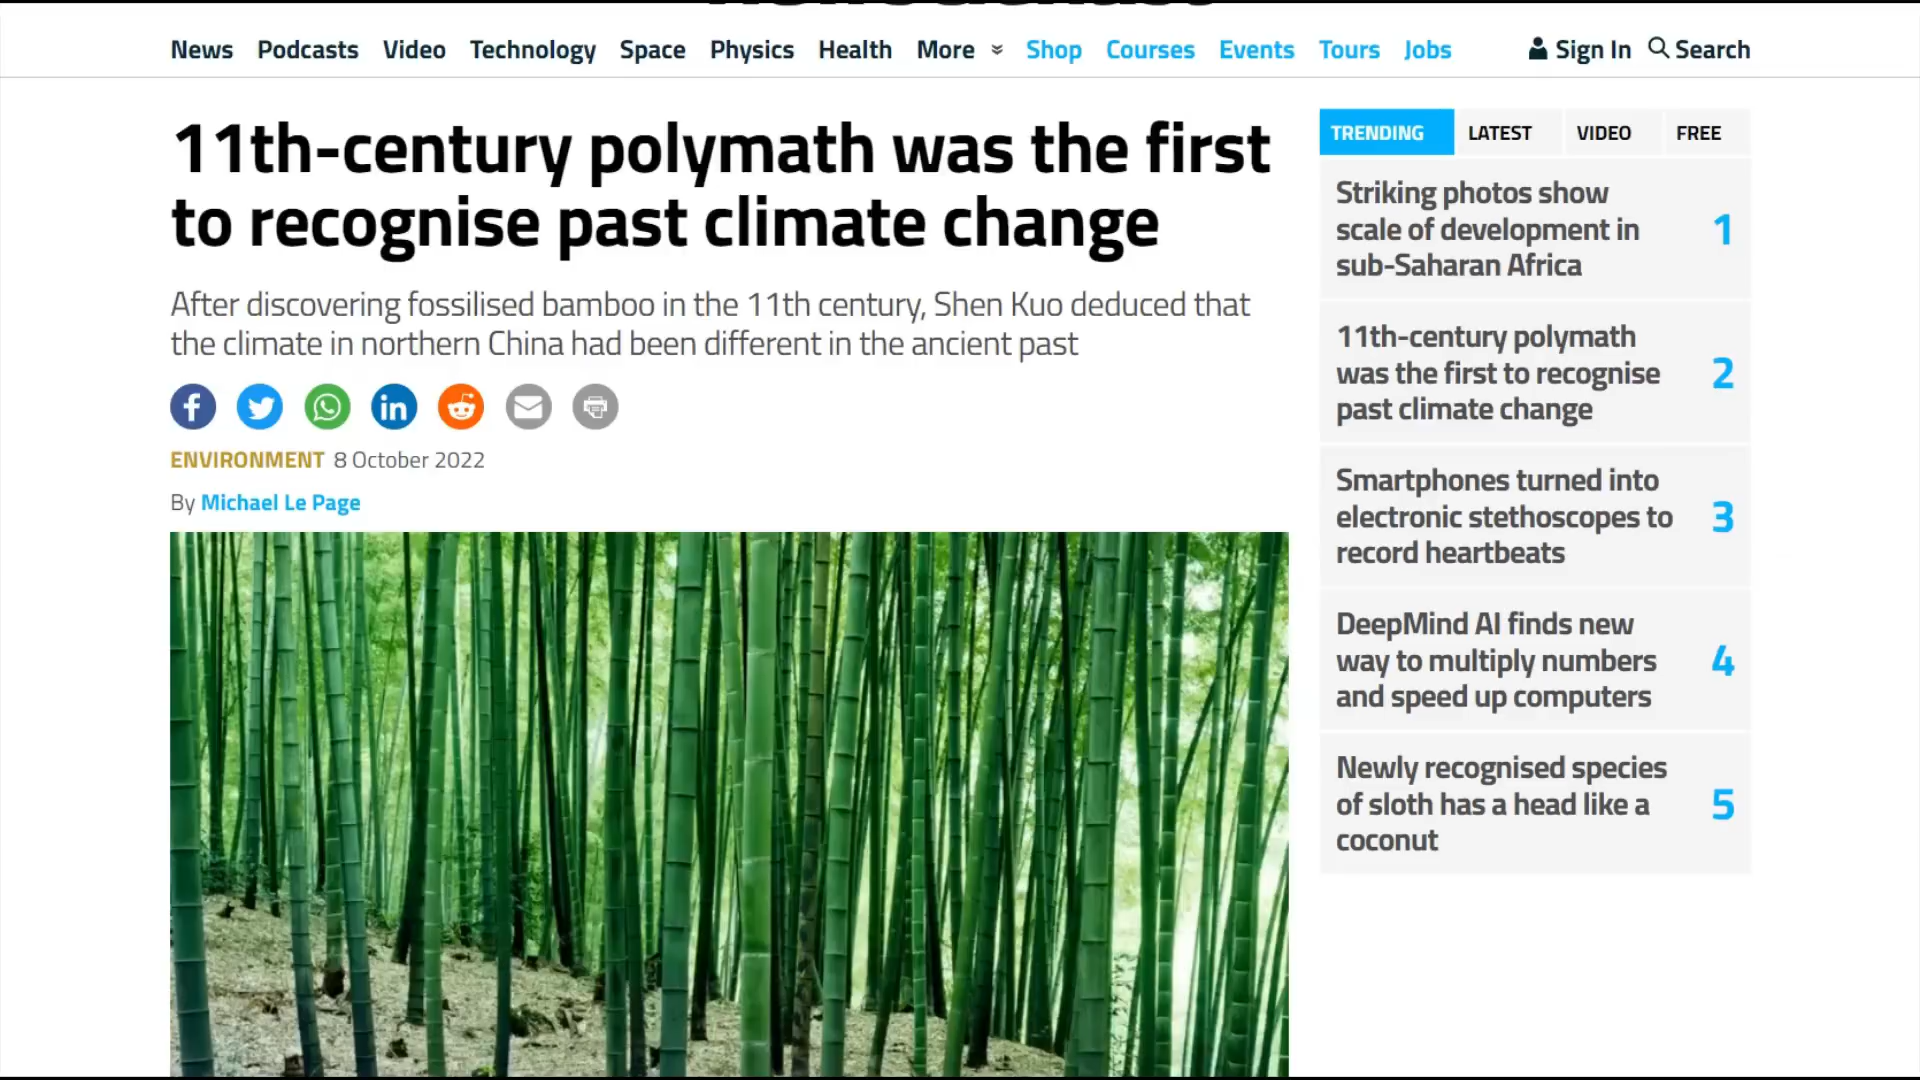 News Podcasts Video Technology Space Physics Health More Shop Courses Events Tours Jobs Sign In Search
11th-century polymath was the first
to recognise past climate change
After discovering fossilised bamboo in the 11th century, Shen Kuo deduced that
the climate in northern China had been different in the ancient past
ENVIRONMENT 8 October 2022
By Michael Le Page
TRENDING LATEST VIDEO FREE
Striking photos show
scale of development in
sub-Saharan Africa
1
11th-century polymath
was the first to recognise
past climate change
2
Smartphones turned into
electronic stethoscopes to
record heartbeats
3
DeepMind AI finds new
way to multiply numbers
and speed up computers
4
Newly recognised species
of sloth has a head like a
coconut
5